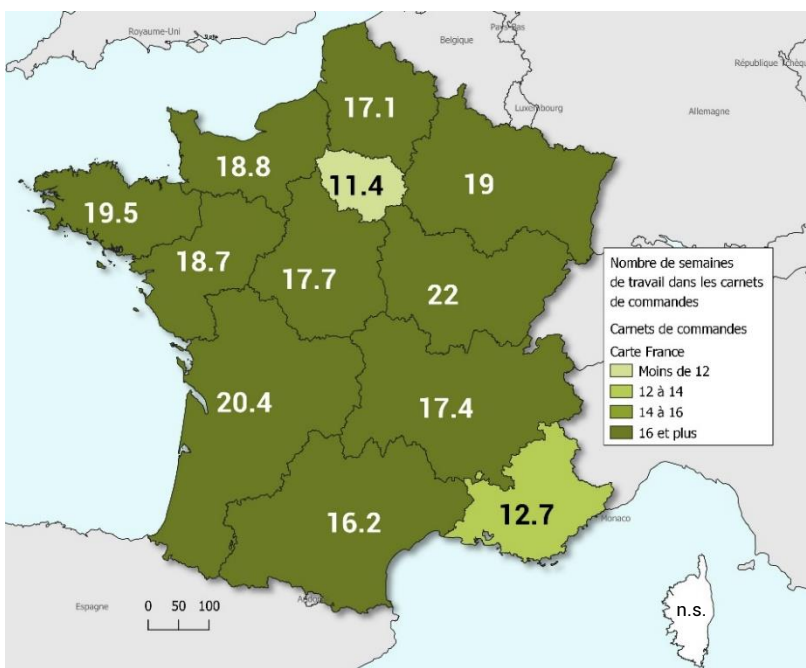 Royaume-Uni
Belgique
Pays-Bas
Luxembourg
République Tchèque
Allemagne
17.1
18.8
11.4
19
19.5
18.7
17.7
22
20.4
17.4
16.2
12.7
Monaco
Espagne
0 50 100
n.s.
Nombre de semaines
de travail dans les carnets
de commandes
Carnets de commandes
Carte France
Moins de 12
12 à 14
14 à 16
16 et plus